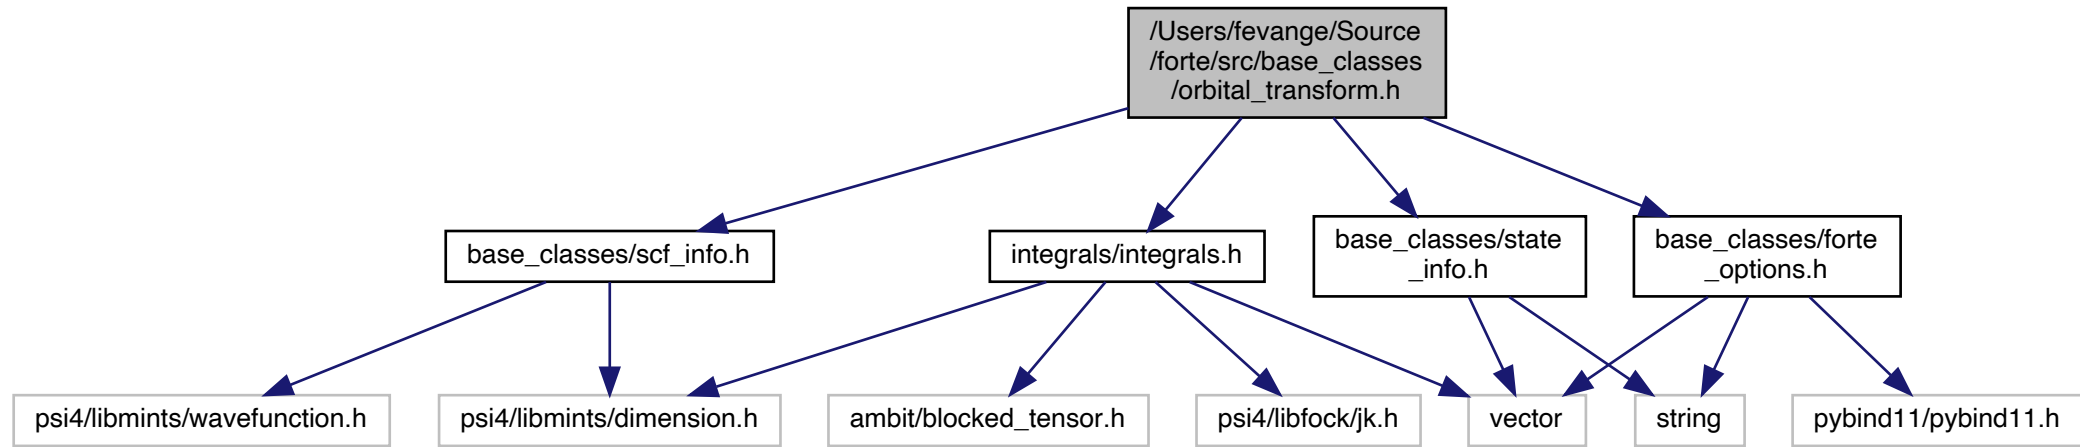 /Users/fevange/Source
/forte/src/base_classes
/orbital_transform.h
base_classes/scf_info.h
integrals/integrals.h
base_classes/state
_info.h
base_classes/forte
_options.h
psi4/libmints/wavefunction.h
psi4/libmints/dimension.h
ambit/blocked_tensor.h
psi4/libfock/jk.h
vector
string
pybind11/pybind11.h